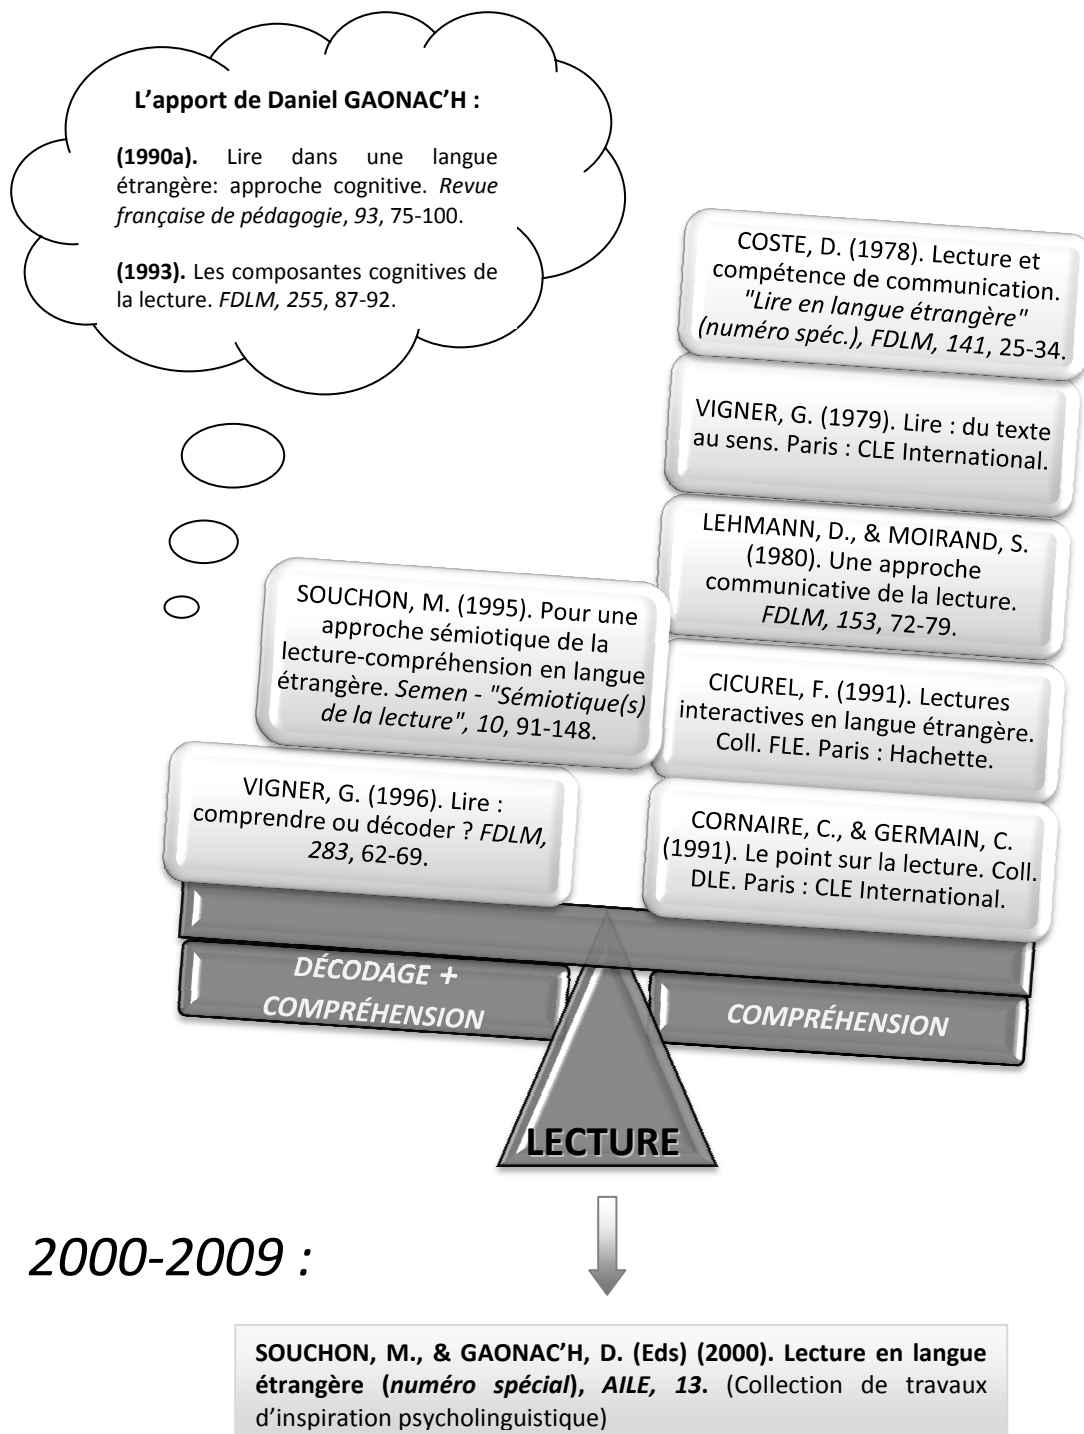 L'apport de Daniel GAONAC'H :
(1990a). Lire dans une langue
étrangère: approche cognitive. Revue
française de pédagogie, 93, 75-100.
(1993). Les composantes cognitives de
la lecture. FDLM, 255, 87-92.
COSTE, D. (1978). Lecture et
compétence de communication.
"Lire en langue étrangère"
(numéro spéc.), FDLM, 141, 25-34.
VIGNER, G. (1979). Lire : du texte
au sens. Paris : CLE International.
LEHMANN, D., & MOIRAND, S.
(1980). Une approche
communicative de la lecture.
FDLM, 153, 72-79.
SOUCHON, M. (1995). Pour une
approche sémiotique de la
lecture-compréhension en langue
étrangère. Semen - "Sémiotique(s)
de la lecture", 10, 91-148.
CICUREL, F. (1991). Lectures
interactives en langue étrangère.
Coll. FLE. Paris : Hachette.
VIGNER, G. (1996). Lire :
comprendre ou décoder ? FDLM,
283, 62-69.
CORNAIRE, C., & GERMAIN, C.
(1991). Le point sur la lecture. Coll.
DLE. Paris : CLE International.
DÉCODAGE +
COMPRÉHENSION
COMPRÉHENSION
LECTURE
2000-2009 :
SOUCHON, M., & GAONAC'H, D. (Eds) (2000). Lecture en langue
étrangère (numéro spécial), AILE, 13. (Collection de travaux
d'inspiration psycholinguistique)